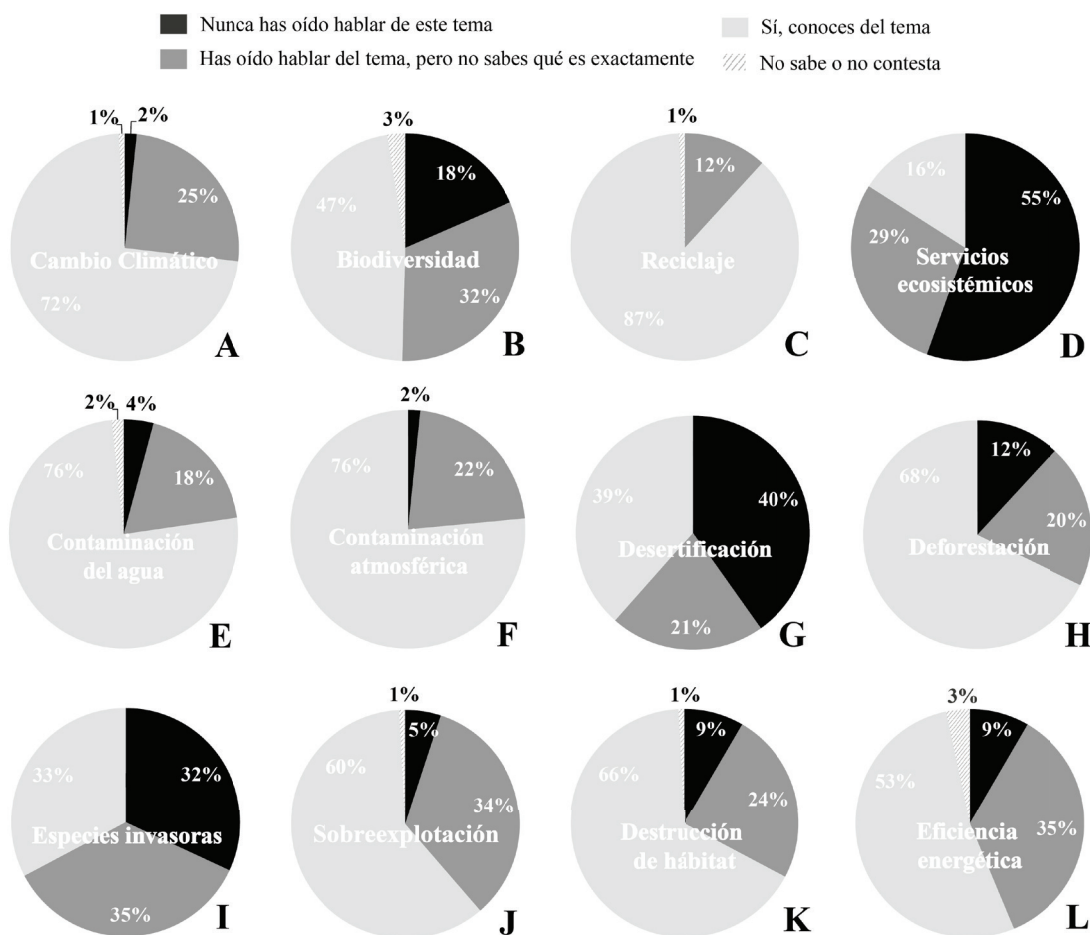 Nunca has oído hablar de este tema
Has oído hablar del tema, pero no sabes qué es exactamente
Sí, conoces del tema
No sabe o no contesta
1%
2%
25%
Cambio Climático
72%
A
3%
18%
47%
Biodiversidad
32%
B
1%
12%
Reciclaje
87%
C
16%
55%
29%
Servicios
ecosistémicos
D
2%
4%
76%
18%
Contaminación
del agua
E
2%
76%
22%
Contaminación
atmosférica
F
39%
40%
Desertificación
21%
G
12%
68%
20%
Deforestación
H
33%
32%
Especies invasoras
35%
I
1%
5%
60%
34%
Sobreexplotación
J
1%
9%
66%
24%
Destrucción
de hábitat
K
3%
9%
53%
35%
Eficiencia
energética
L